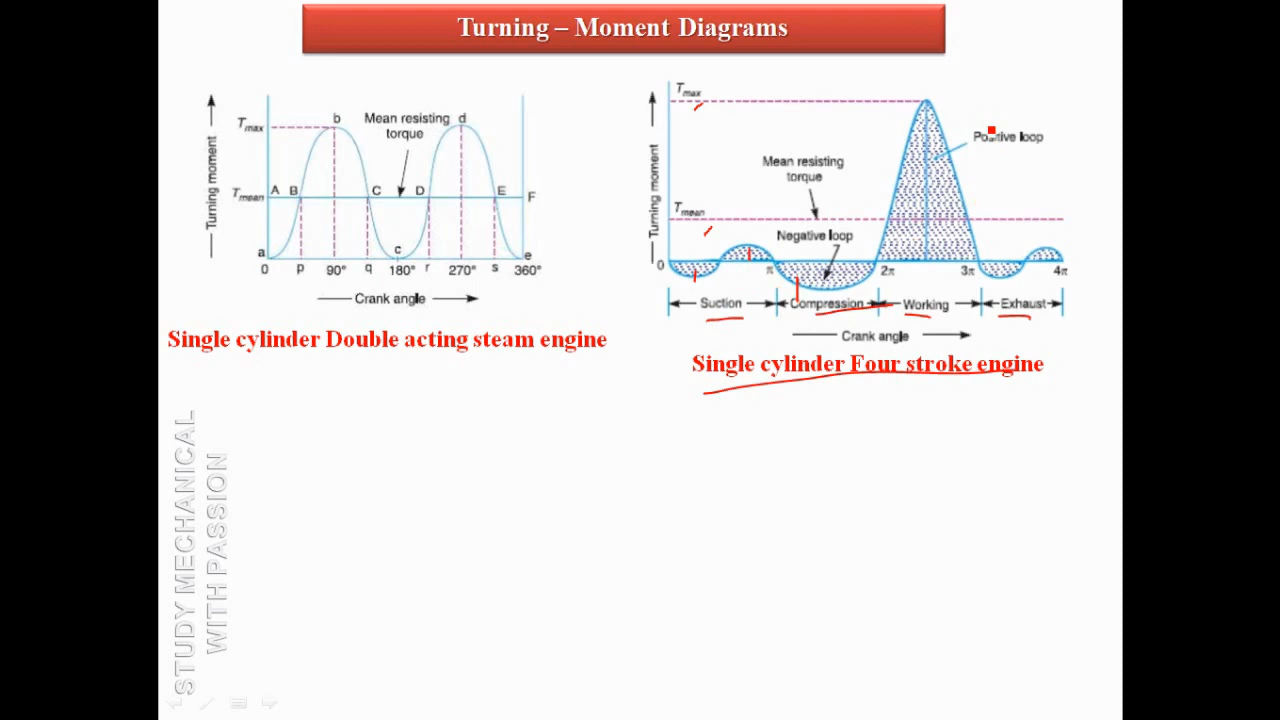 Turning – Moment Diagrams
Turning moment
Tmax
Tmean
Mean resisting
torque
b
d
A
B
C
D
E
F
a
c
e
0
p
90°
q
180°
r
270°
s
360°
Crank angle
Single cylinder Double acting steam engine
Turning moment
Tmax
Positive loop
Mean resisting
torque
Tmean
Negative loop
0
π
2π
3π
4π
Suction
Compression
Working
Exhaust
Crank angle
Single cylinder Four stroke engine
STUDY MECHANICAL
WITH PASSION